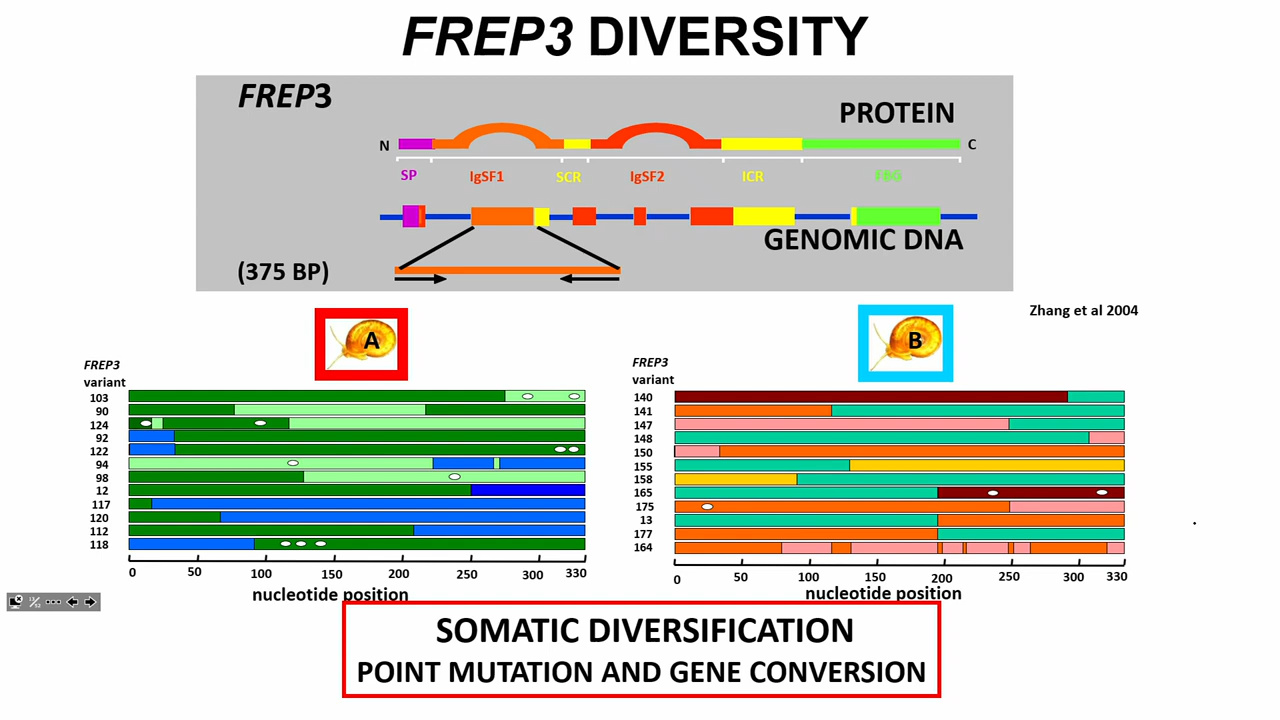 FREP3 DIVERSITY
FREP3
PROTEIN
N
C
SP
IgSF1
SCR
IgSF2
ICR
FBG
GENOMIC DNA
(375 BP)
Zhang et al 2004
A
B
FREP3
variant
103
90
124
92
122
94
98
12
117
120
112
118
0 50 100 150 200 250 300 330
nucleotide position
FREP3
variant
140
141
147
148
150
155
158
165
175
13
177
164
0 50 100 150 200 250 300 330
nucleotide position
SOMATIC DIVERSIFICATION
POINT MUTATION AND GENE CONVERSION